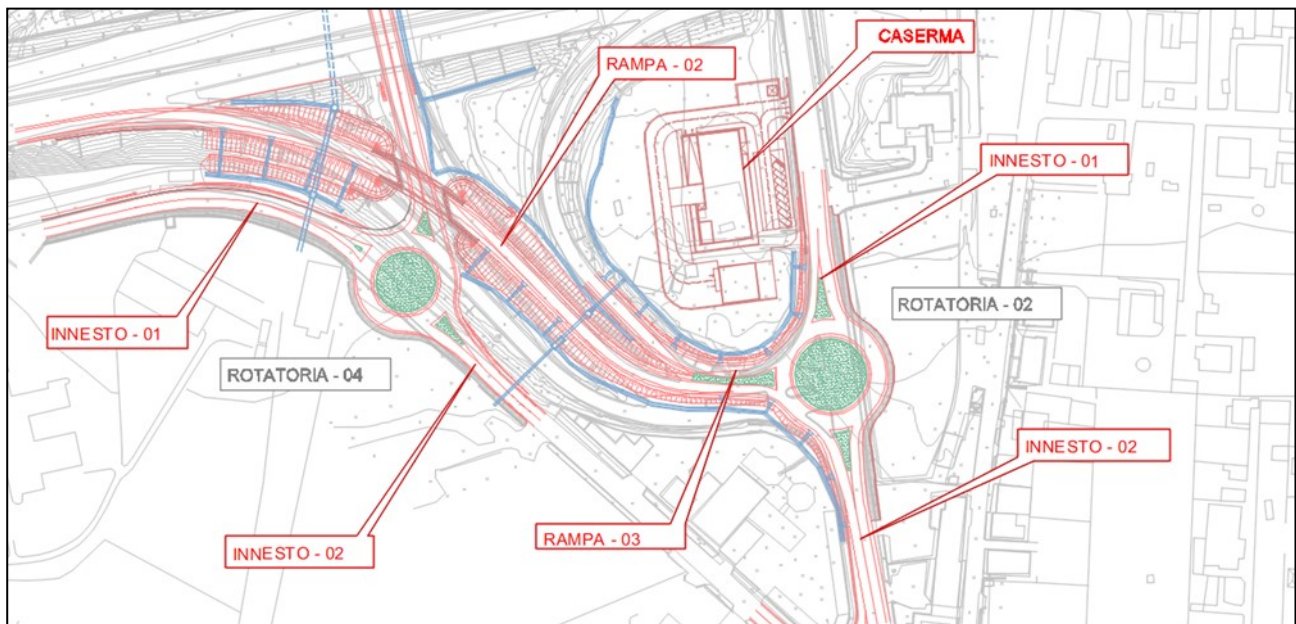 CASERMA
RAMPA - 02
INNESTO - 01
ROTATORIA - 02
INNESTO - 01
ROTATORIA - 04
INNESTO - 02
RAMPA - 03
INNESTO - 02